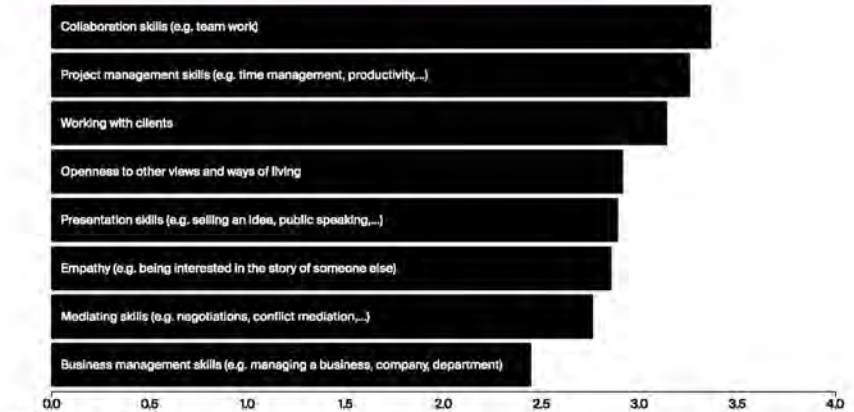 Collaboration skills (e.g. team work)
Project management skills (e.g. time management, productivity,...)
Working with clients
Openness to other views and ways of living
Presentation skills (e.g. selling an idea, public speaking,...)
Empathy (e.g. being interested in the story of someone else)
Mediating skills (e.g. negotiations, conflict mediation,...)
Business management skills (e.g. managing a business, company, department)
0.0 0.5 1.0 1.5 2.0 2.5 3.0 3.5 4.0